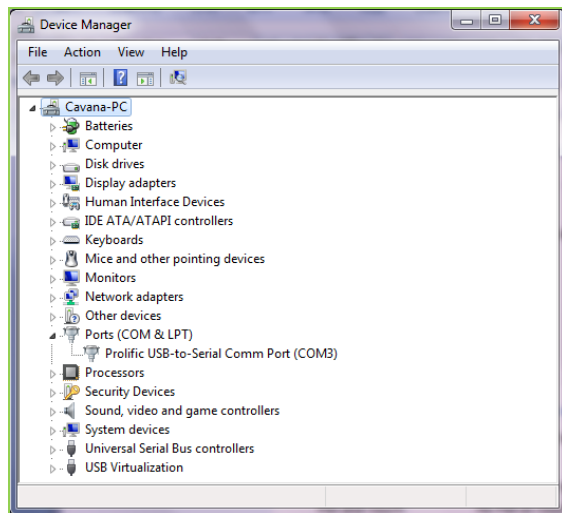 Device Manager
File Action View Help
Cavana-PC
Batteries
Computer
Disk drives
Display adapters
Human Interface Devices
IDE ATA/ATAPI controllers
Keyboards
Mice and other pointing devices
Monitors
Network adapters
Other devices
Ports (COM & LPT)
Prolific USB-to-Serial Comm Port (COM3)
Processors
Security Devices
Sound, video and game controllers
System devices
Universal Serial Bus controllers
USB Virtualization